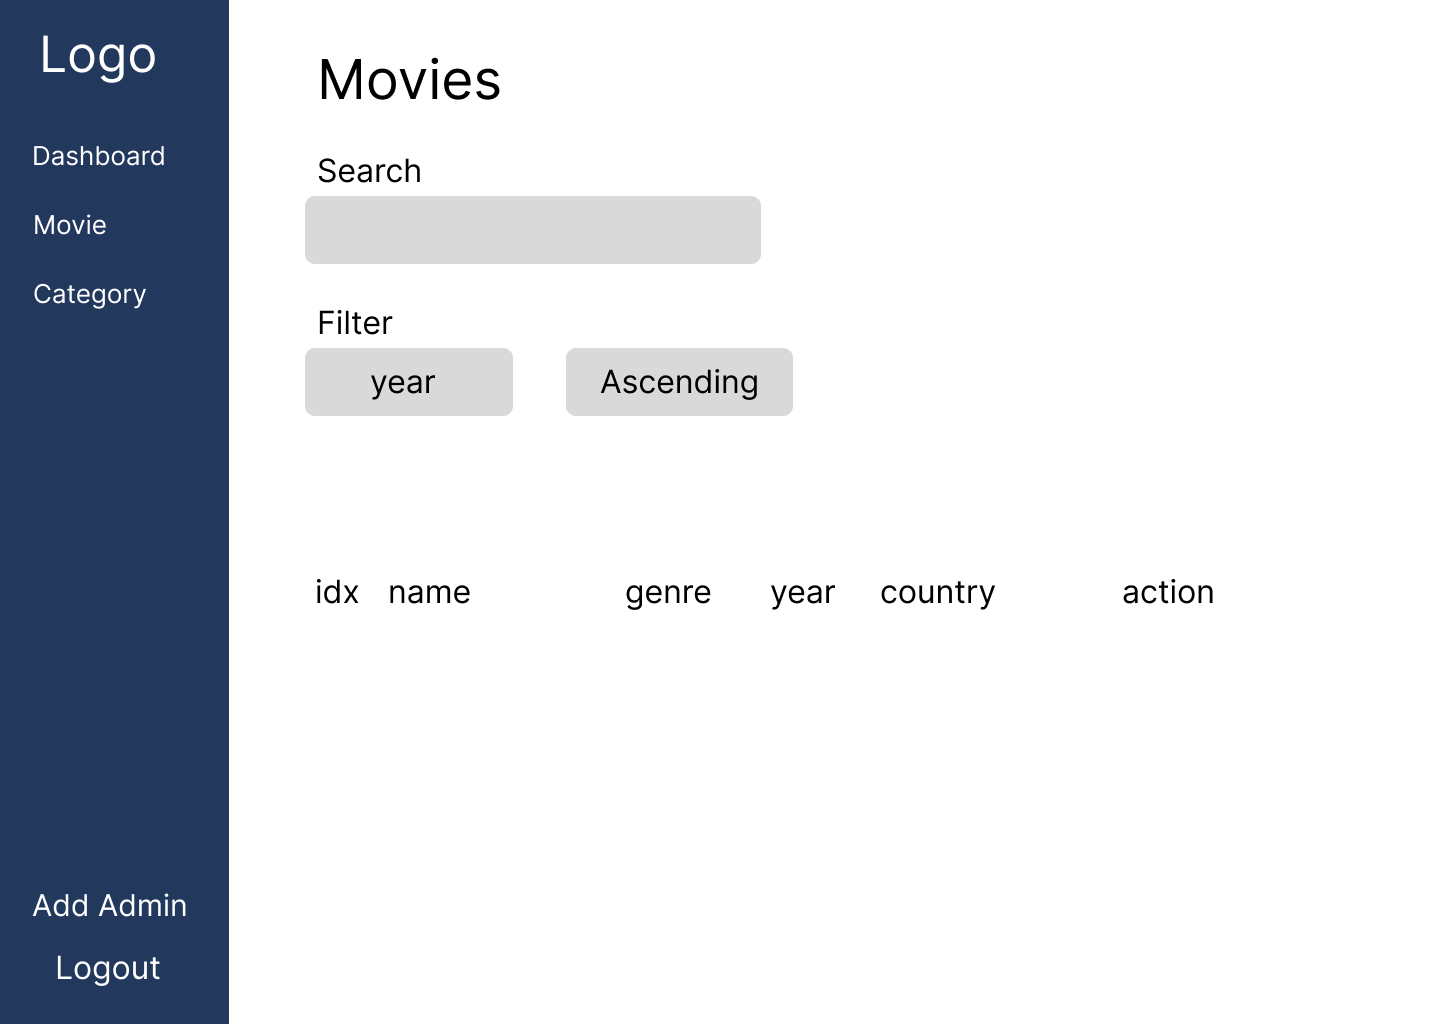 Logo
Dashboard
Movie
Category
Add Admin
Logout
Movies
Search
Filter
year Ascending
idx name genre year country action